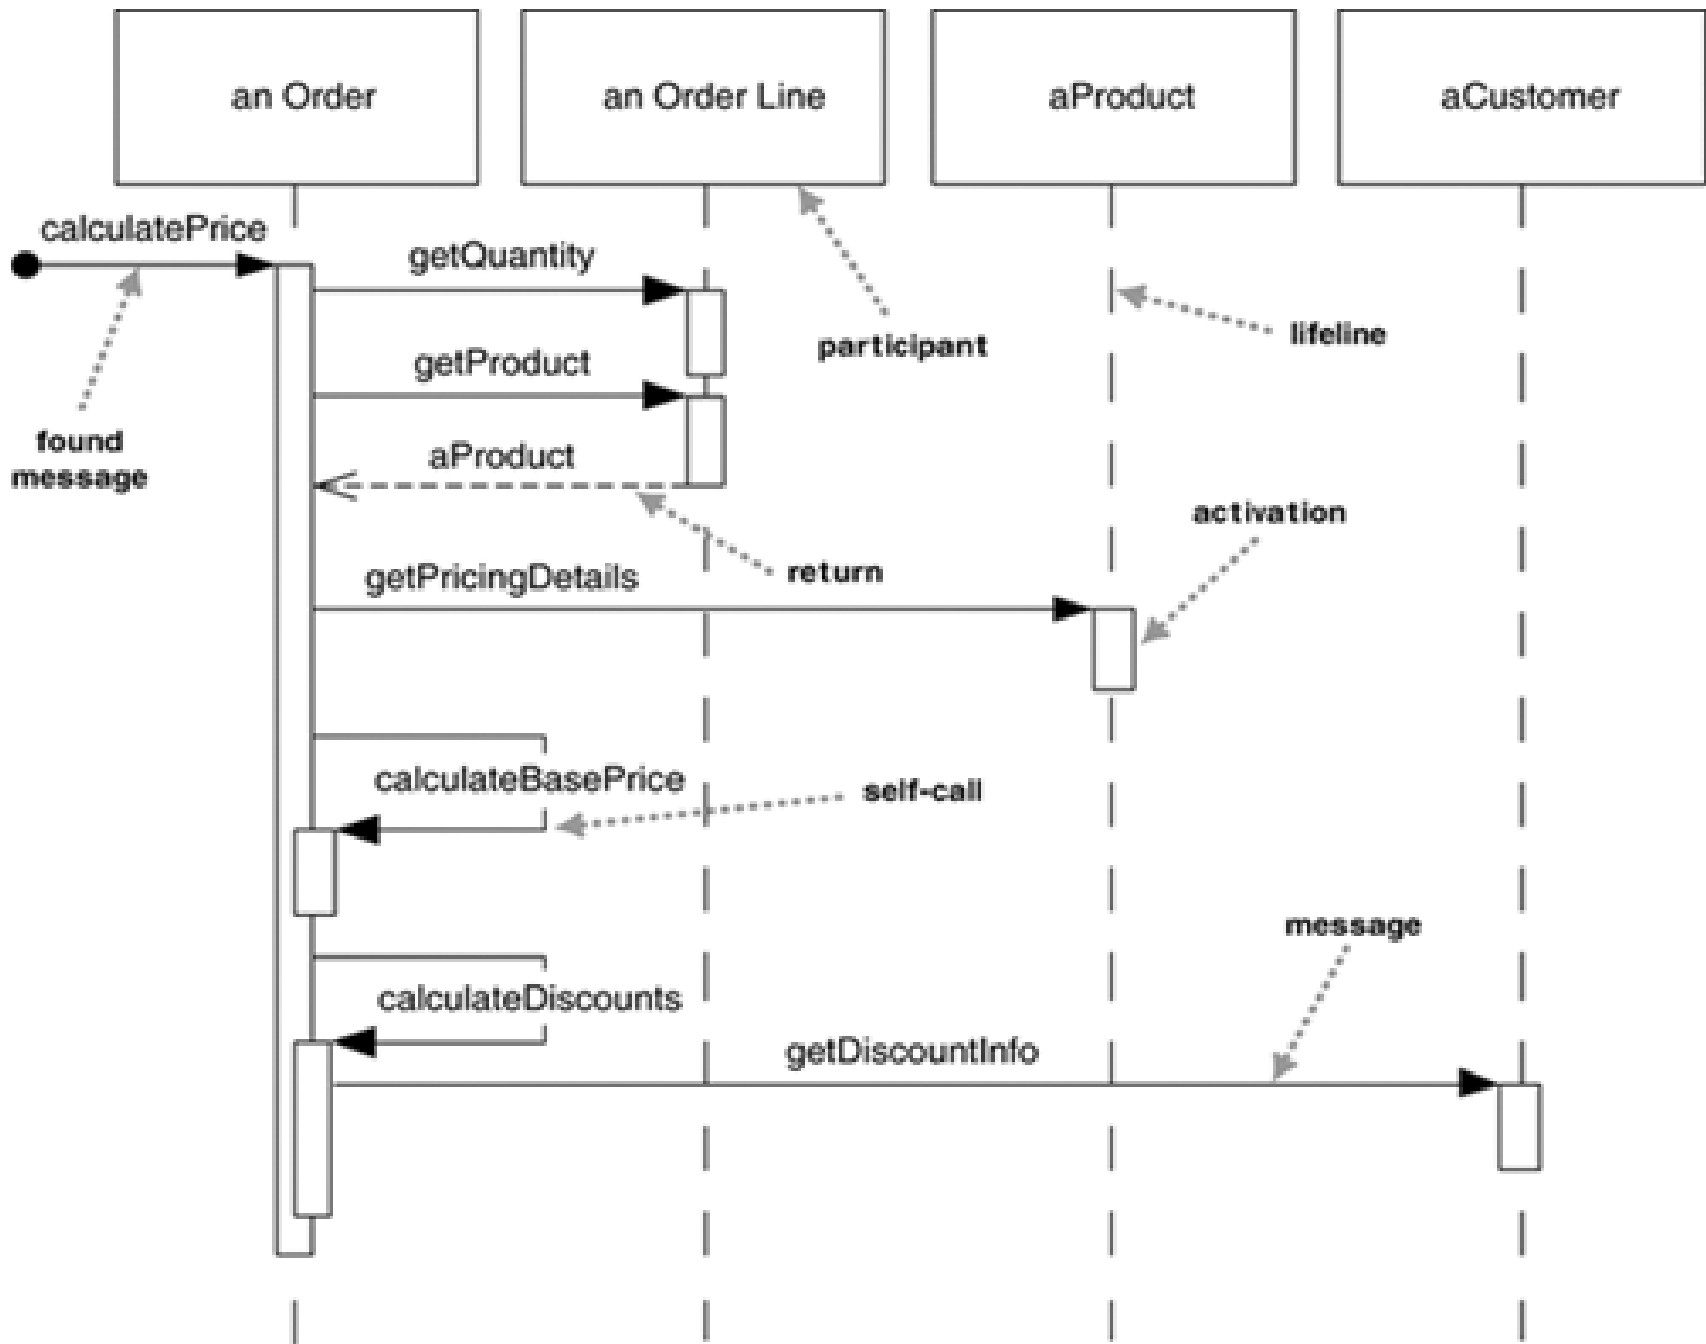 an Order
an Order Line
aProduct
aCustomer
calculatePrice
getQuantity
participant
lifeline
getProduct
found
message
aProduct
activation
return
getPricingDetails
calculateBasePrice
self-call
message
calculateDiscounts
getDiscountInfo